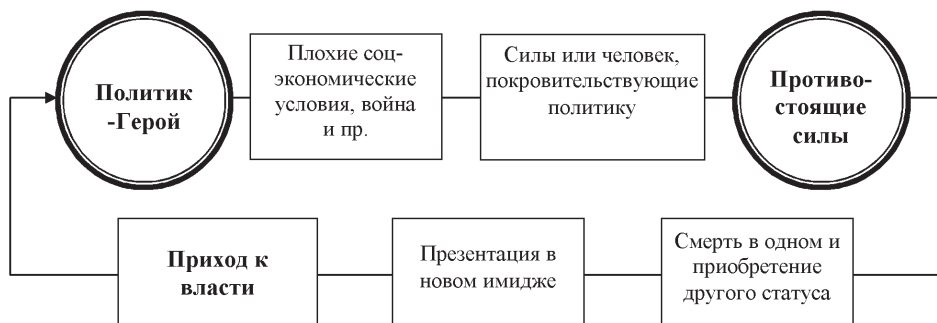 Политик
-Герой
Плохие соц-
экономические
условия, война
и пр.
Силы или человек,
покровительствующие
политику
Противо-
стоящие
силы
Приход к
власти
Презентация в
новом имидже
Смерть в одном и
приобретение
другого статуса